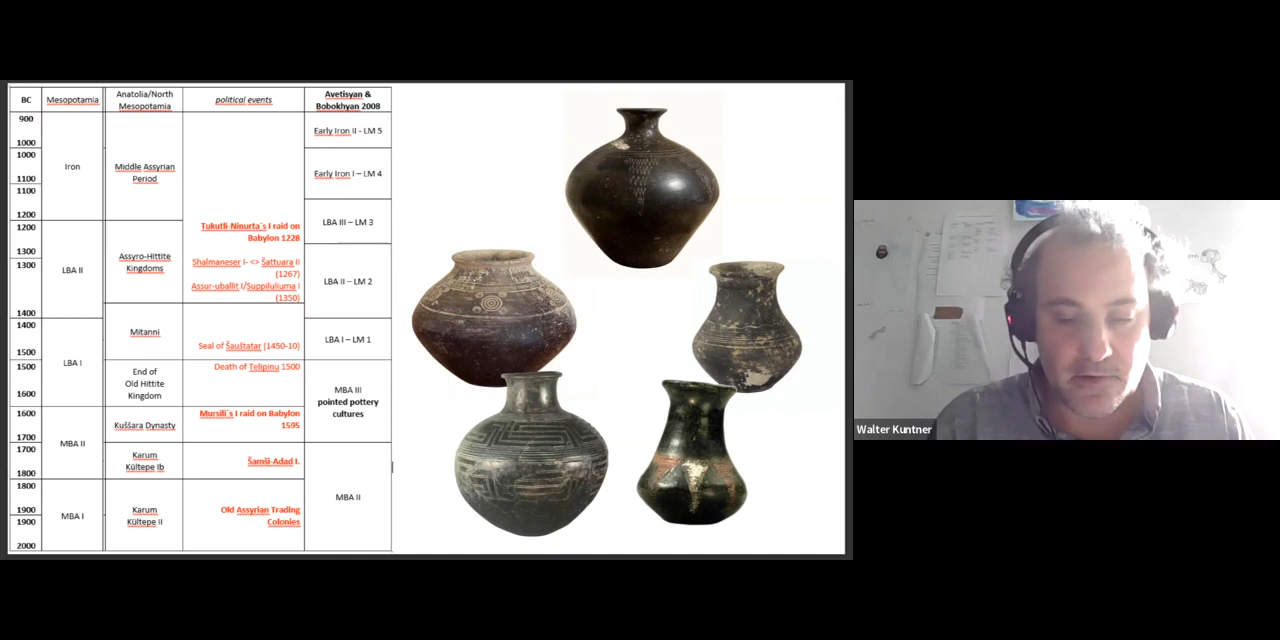 BC
Mesopotamia
Anatolia/North
Mesopotamia
political events
Avetisyan &
Bobokhyan 2008
900
1000
1000
1100
1100
1200
1200
1300
1300
1400
1400
1500
1500
1600
1600
1700
1700
1800
1800
1900
1900
2000
Iron
LBA II
LBA I
MBA II
MBA I
Middle Assyrian
Period
Assyro-Hittite
Kingdoms
Mitanni
End of
Old Hittite
Kingdom
Kuššara Dynasty
Karum
Kültepe Ib
Karum
Kültepe II
Tukutli-Ninurta`s I raid on
Babylon 1228
Shalmaneser I- <> Šattuara II
(1267)
Assur-uballit I/Suppiluliuma I
(1350)
Seal of Šauštatar (1450-10)
Death of Telipinu 1500
Mursili`s I raid on Babylon
1595
Šamši-Adad I.
Old Assyrian Trading
Colonies
Early Iron II - LM 5
Early Iron I – LM 4
LBA III – LM 3
LBA II – LM 2
LBA I – LM 1
MBA III
pointed pottery
cultures
MBA II
Walter Kuntner